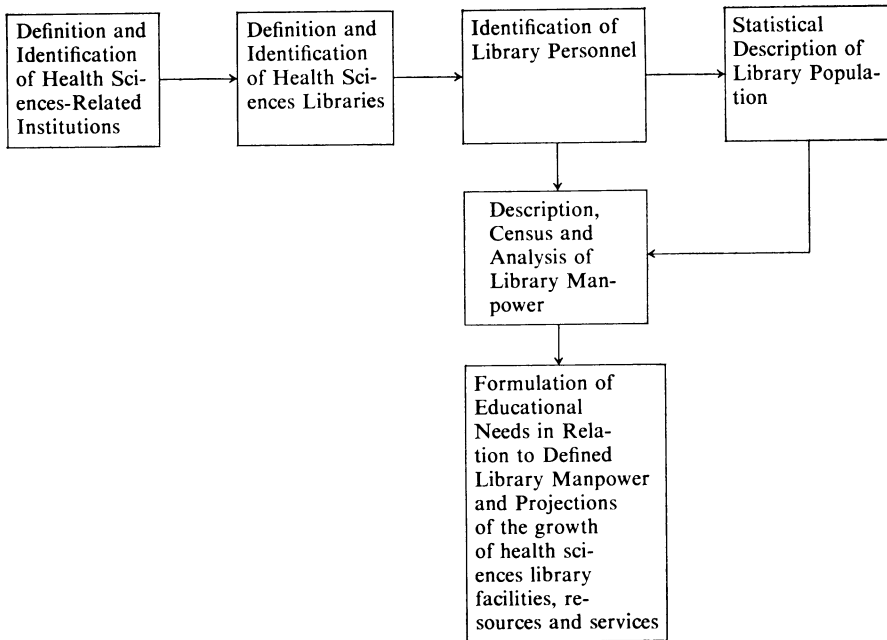 Definition and
Identification
of Health Sci-
ences-Related
Institutions
Definition and
Identification
of Health Sci-
ences Libraries
Identification of
Library Personnel
Statistical
Description of
Library Popula-
tion
Description,
Census and
Analysis of
Library Man-
power
Formulation of
Educational
Needs in Rela-
tion to Defined
Library Manpower
and Projections
of the growth
of health sci-
ences library
facilities, re-
sources and services